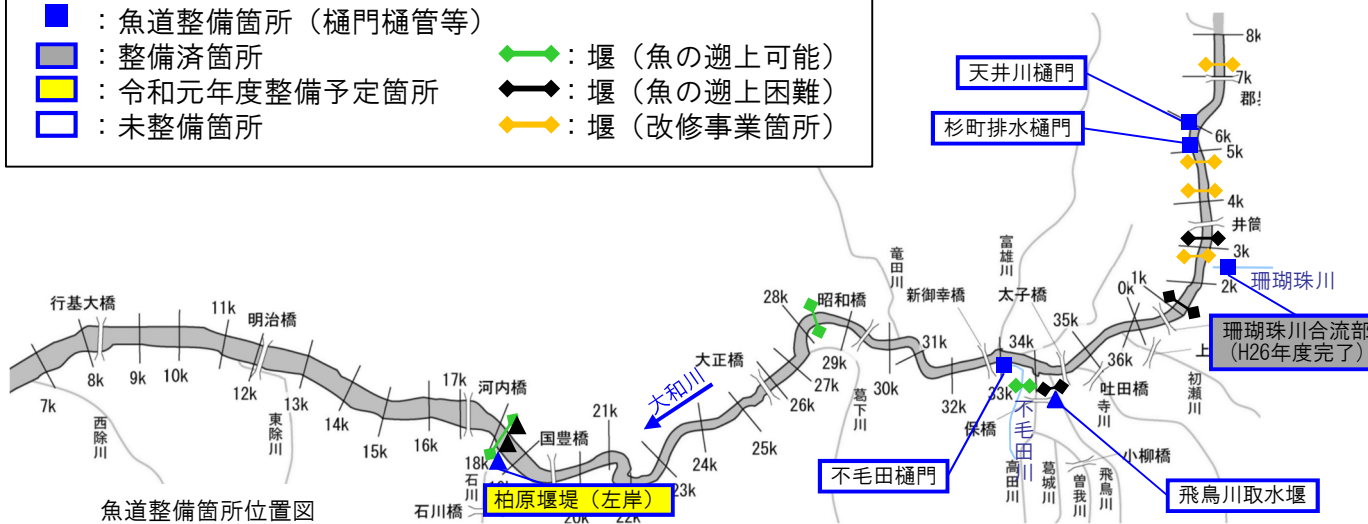 ：魚道整備箇所（樋門樋管等）
：整備済箇所
：令和元年度整備予定箇所
：未整備箇所
：堰（魚の遡上可能）
：堰（魚の遡上困難）
：堰（改修事業箇所）
天井川樋門
杉町排水樋門
8k
7k
6k
5k
4k
井筒
3k
2k
珊瑚珠川
珊瑚珠川合流部
（H26年度完了）
1k
0k
上
初瀬川
36k
35k
吐田橋
寺川
太子橋
34k
富雄川
新御幸橋
竜田川
33k
32k
31k
30k
29k
28k
昭和橋
27k
26k
25k
24k
23k
22k
21k
20k
大正橋
葛下川
大和川
保橋
不毛田川
高田川
葛城川
曽我川
飛鳥川
小柳橋
不毛田樋門
飛鳥川取水堰
国豊橋
河内橋
18k
17k
16k
15k
14k
13k
12k
11k
10k
9k
8k
7k
明治橋
行基大橋
西除川
東除川
石川
石川橋
柏原堰堤（左岸）
魚道整備箇所位置図